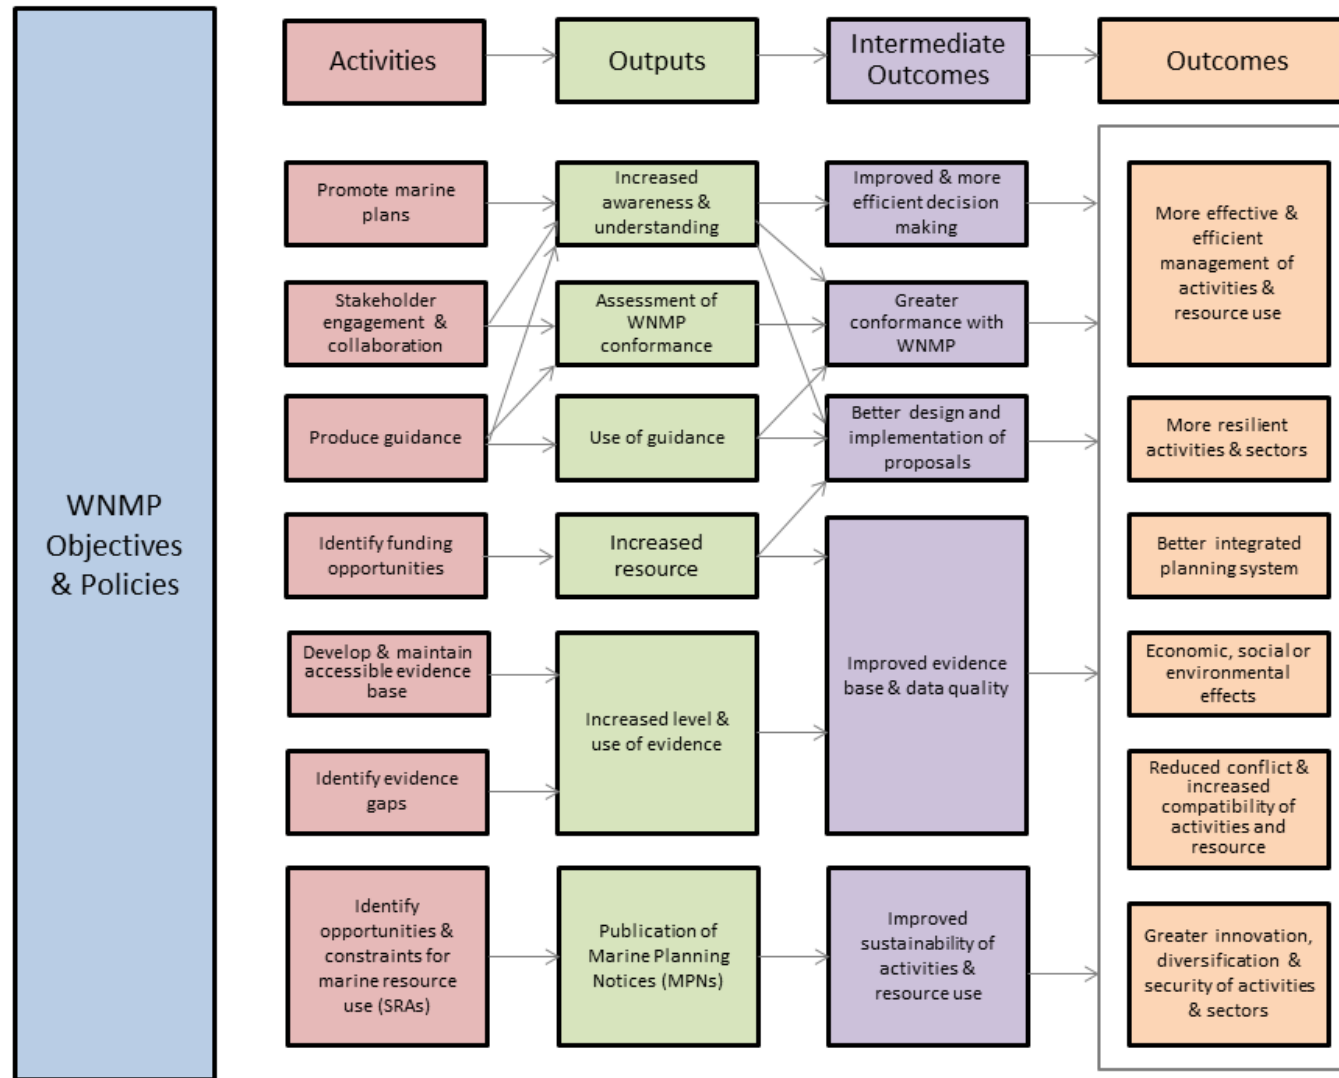 WNMP
Objectives
& Policies
Activities
Outputs
Intermediate
Outcomes
Outcomes
Promote marine
plans
Increased
awareness &
understanding
Improved & more
efficient decision
making
More effective &
efficient
management of
activities &
resource use
Stakeholder
engagement &
collaboration
Assessment of
WNMP
conformance
Greater
conformance with
WNMP
Produce guidance
Use of guidance
Better design and
implementation of
proposals
More resilient
activities & sectors
Identify funding
opportunities
Increased
resource
Better integrated
planning system
Develop & maintain
accessible evidence
base
Increased level &
use of evidence
Improved evidence
base & data quality
Economic, social or
environmental
effects
Identify evidence
gaps
Reduced conflict &
increased
compatibility of
activities and
resource
Identify
opportunities &
constraints for
marine resource
use (SRAs)
Publication of
Marine Planning
Notices (MPNs)
Improved
sustainability of
activities &
resource use
Greater innovation,
diversification &
security of activities
& sectors